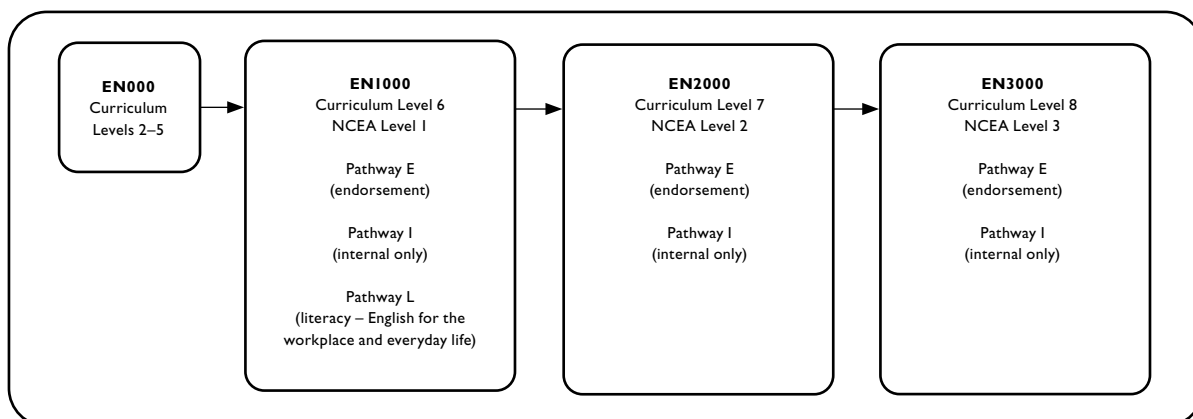 EN000
Curriculum
Levels 2–5
EN1000
Curriculum Level 6
NCEA Level 1
Pathway E
(endorsement)
Pathway I
(internal only)
Pathway L
(literacy – English for the
workplace and everyday life)
EN2000
Curriculum Level 7
NCEA Level 2
Pathway E
(endorsement)
Pathway I
(internal only)
EN3000
Curriculum Level 8
NCEA Level 3
Pathway E
(endorsement)
Pathway I
(internal only)